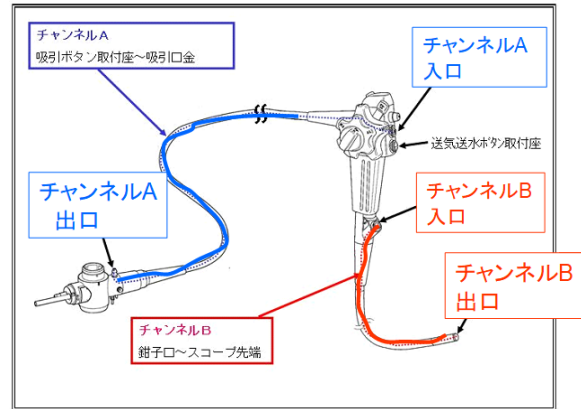 チャンネルA
吸引ボタン取付座～吸引口金
チャンネルA
入口
送気送水ボタン取付座
チャンネルA
出口
チャンネルB
入口
チャンネルB
出口
チャンネルB
鉗子口～スコープ先端